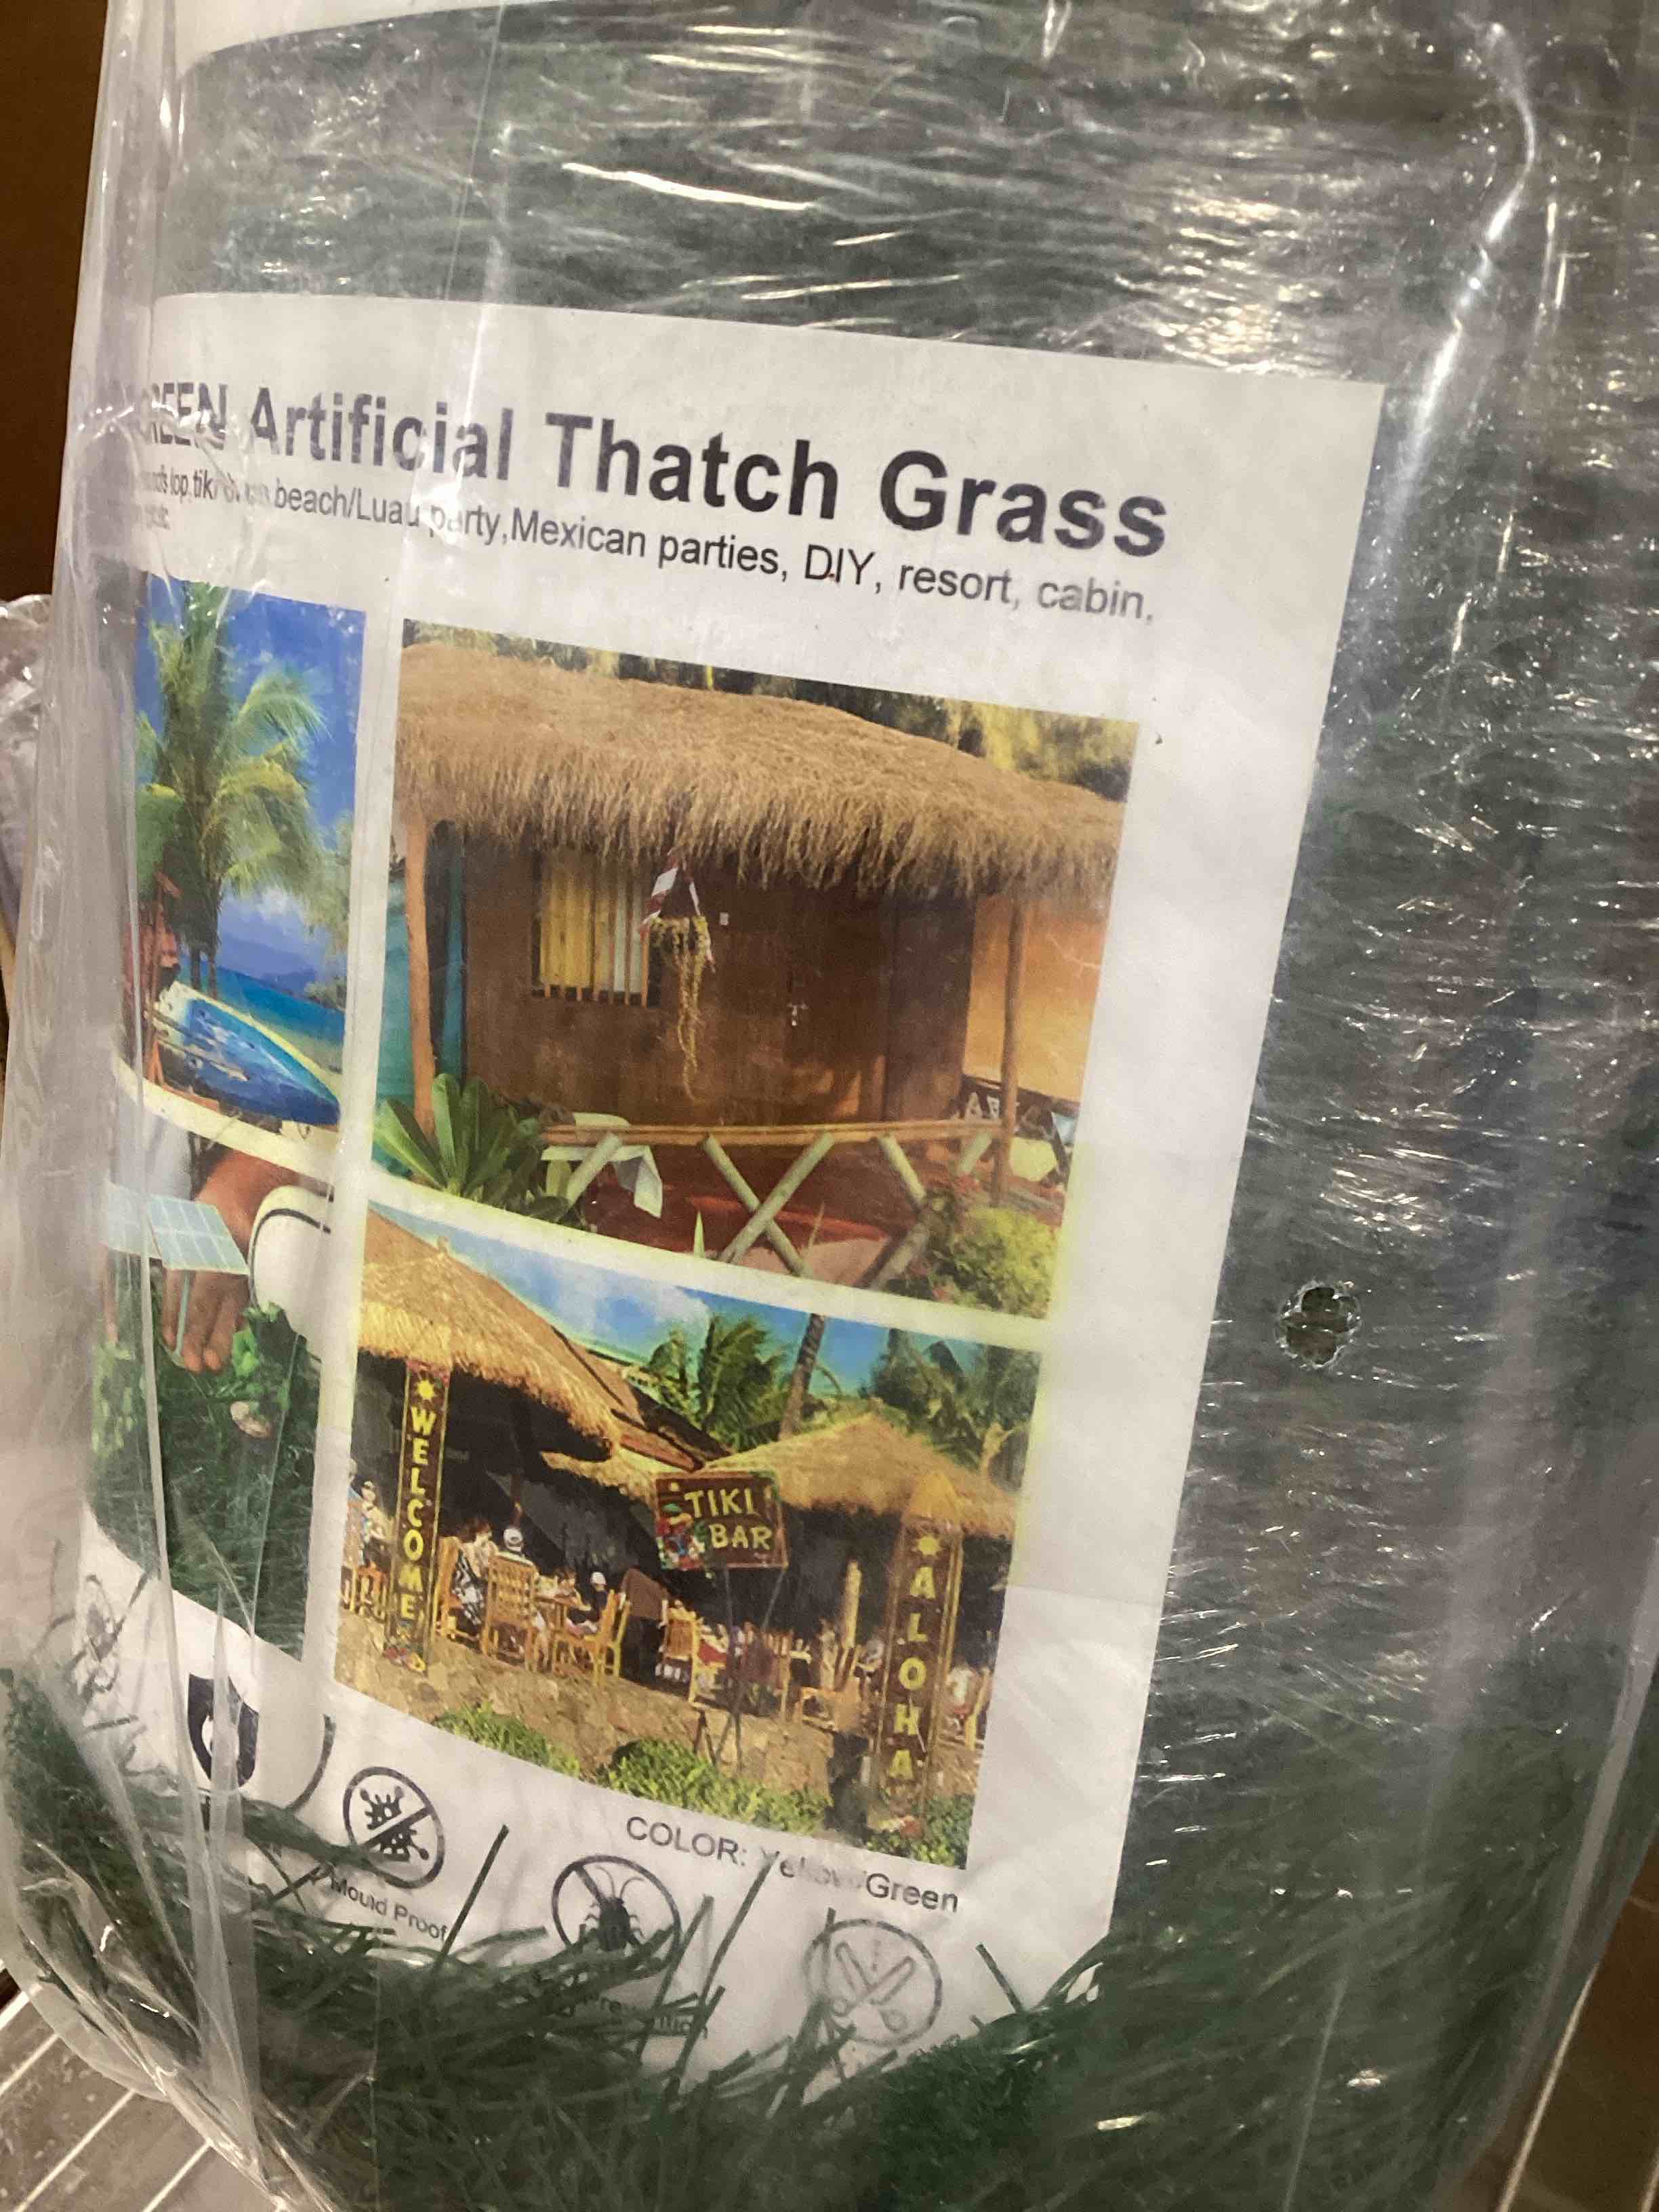 Artificial Thatch Grass
beach/Luau party,Mexican parties, DIY, resort, cabin.
WELCOME
TIKI
BAR
ALOHA
COLOR: Yellow/Green
Mould Proof